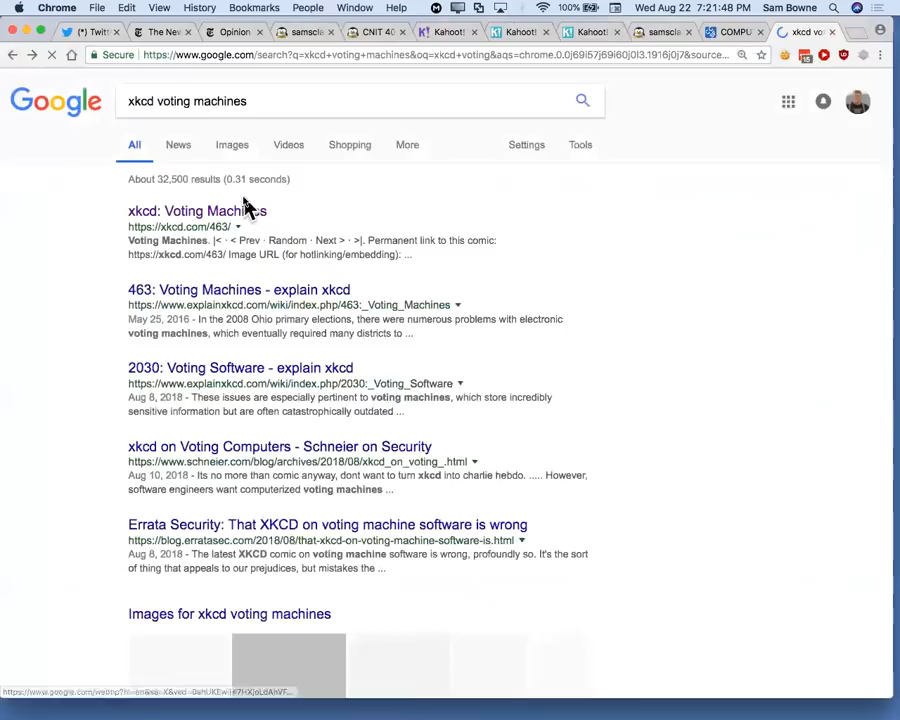 Chrome File Edit View History Bookmarks People Window Help 100% Wed Aug 22 7:21:48 PM Sam Bowne
(*) Twitt The New Opinion samscla CNIT 40 Kahoot! Kahoot! Kahoot! samscla COMPU xkcd vo
Secure https://www.google.com/search?q=xkcd+voting+machines&oq=xkcd+voting&aqs=chrome.0.0j69i57j69i60j0l3.1916j0j7&source... 15
Google xkcd voting machines
All News Images Videos Shopping More Settings Tools
About 32,500 results (0.31 seconds)
xkcd: Voting Machines
https://xkcd.com/463/
Voting Machines. |< · < Prev · Random · Next > · >|. Permanent link to this comic:
https://xkcd.com/463/ Image URL (for hotlinking/embedding): ...
463: Voting Machines - explain xkcd
https://www.explainxkcd.com/wiki/index.php/463:_Voting_Machines
May 25, 2016 - In the 2008 Ohio primary elections, there were numerous problems with electronic
voting machines, which eventually required many districts to ...
2030: Voting Software - explain xkcd
https://www.explainxkcd.com/wiki/index.php/2030:_Voting_Software
Aug 8, 2018 - These issues are especially pertinent to voting machines, which store incredibly
sensitive information but are often catastrophically outdated ...
xkcd on Voting Computers - Schneier on Security
https://www.schneier.com/blog/archives/2018/08/xkcd_on_voting_.html
Aug 10, 2018 - Its no more than comic anyway, dont want to turn xkcd into charlie hebdo. ..... However,
software engineers want computerized voting machines ...
Errata Security: That XKCD on voting machine software is wrong
https://blog.erratasec.com/2018/08/that-xkcd-on-voting-machine-software-is.html
Aug 8, 2018 - The latest XKCD comic on voting machine software is wrong, profoundly so. It's the sort
of thing that appeals to our prejudices, but mistakes the ...
Images for xkcd voting machines